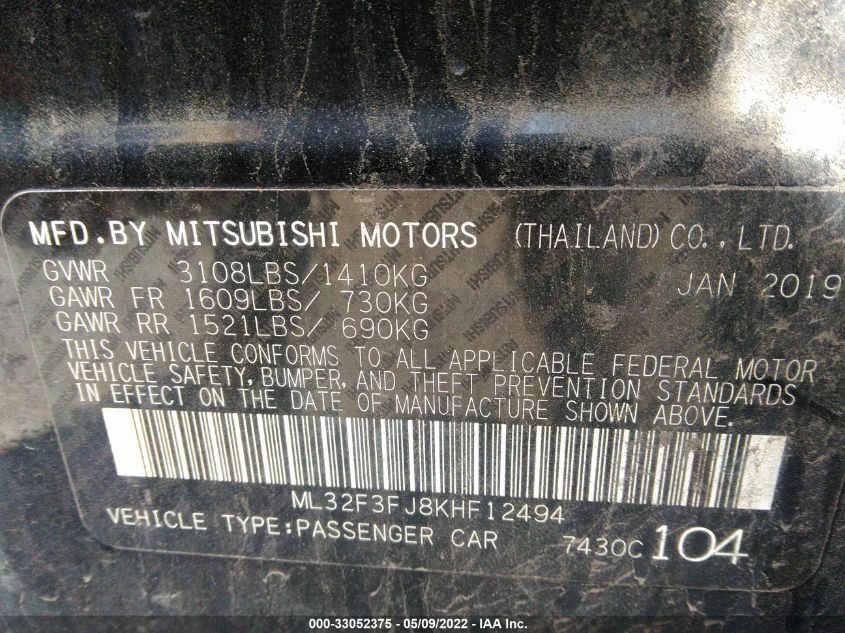 MFD.BY MITSUBISHI MOTORS (THAILAND) CO., LTD.
GVWR 3108LBS/1410KG JAN 2019
GAWR FR 1609LBS/ 730KG
GAWR RR 1521LBS/ 690KG
THIS VEHICLE CONFORMS TO ALL APPLICABLE FEDERAL MOTOR
VEHICLE SAFETY, BUMPER, AND THEFT PREVENTION STANDARDS
IN EFFECT ON THE DATE OF MANUFACTURE SHOWN ABOVE.
ML32F3FJ8KHF12494
VEHICLE TYPE:PASSENGER CAR 7430C 104
000-33052375 — 05/09/2022 — IAA Inc.